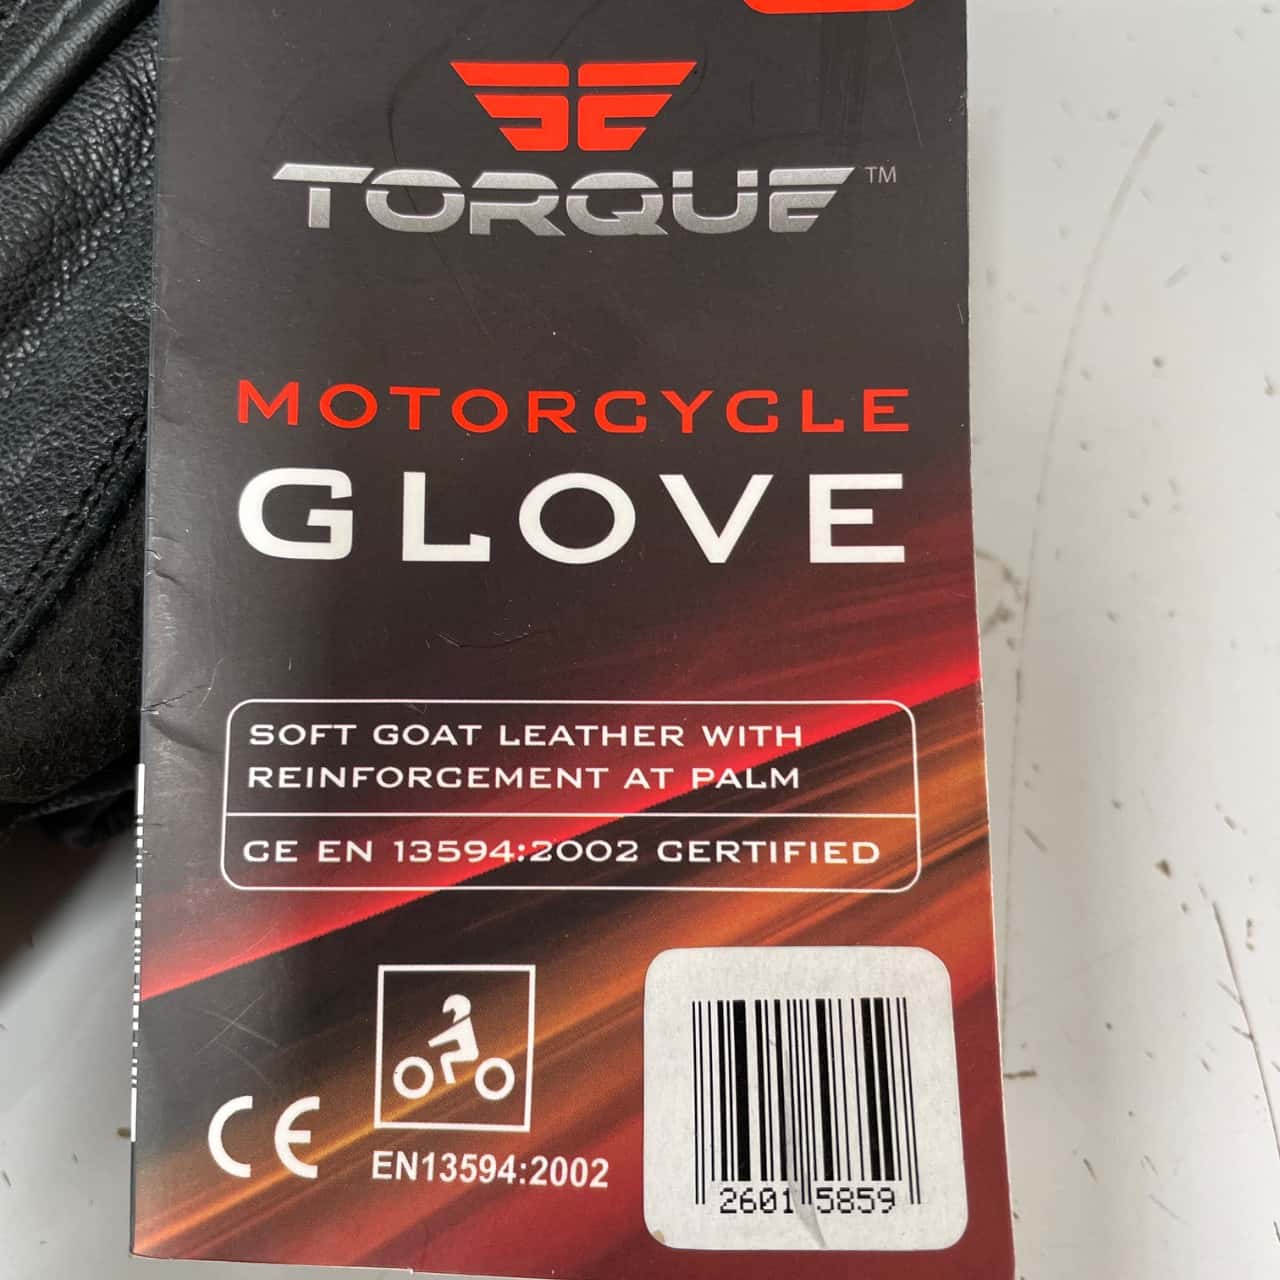 TORQUE™
MOTORCYCLE
GLOVE
SOFT GOAT LEATHER WITH
REINFORCEMENT AT PALM
CE EN 13594:2002 CERTIFIED
CE
EN13594:2002
2601 5859